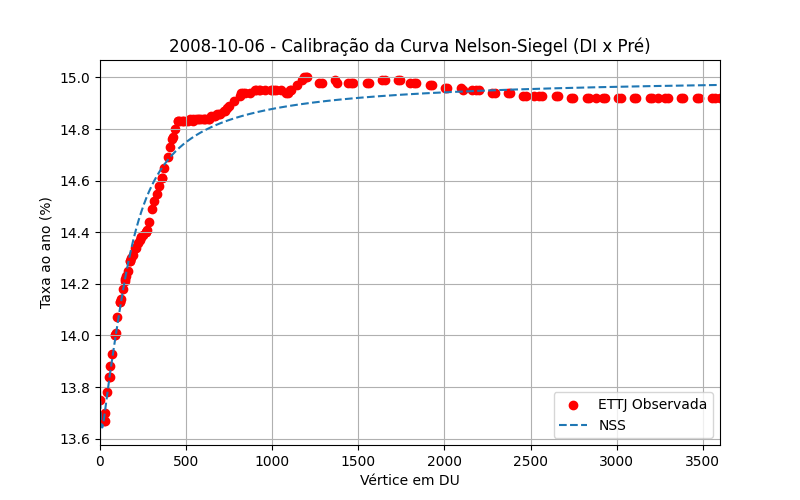 2008-10-06 - Calibração da Curva Nelson-Siegel (DI x Pré)
Taxa ao ano (%)
15.0
14.8
14.6
14.4
14.2
14.0
13.8
13.6
0 500 1000 1500 2000 2500 3000 3500
Vértice em DU
ETTJ Observada
NSS